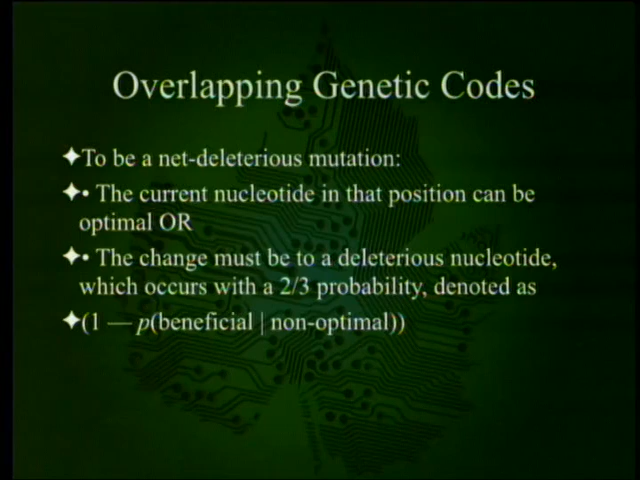 Overlapping Genetic Codes
✦To be a net-deleterious mutation:
✦• The current nucleotide in that position can be
optimal OR
✦• The change must be to a deleterious nucleotide,
which occurs with a 2/3 probability, denoted as
✦(1 — p(beneficial | non-optimal))